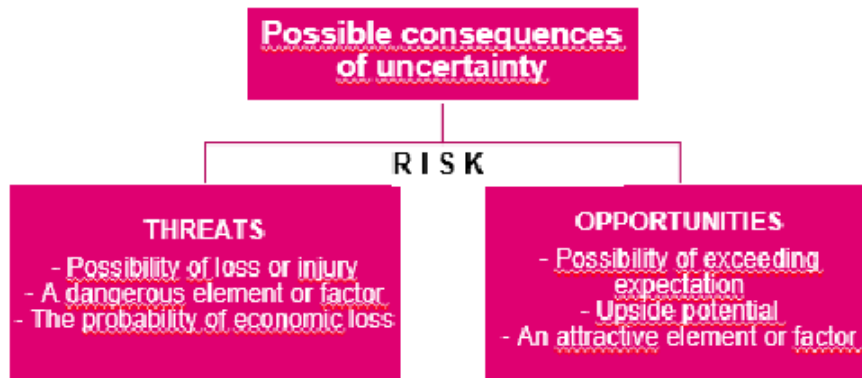 Possible consequences
of uncertainty
R I S K
THREATS
- Possibility of loss or injury
- A dangerous element or factor
- The probability of economic loss
OPPORTUNITIES
- Possibility of exceeding
expectation
- Upside potential
- An attractive element or factor